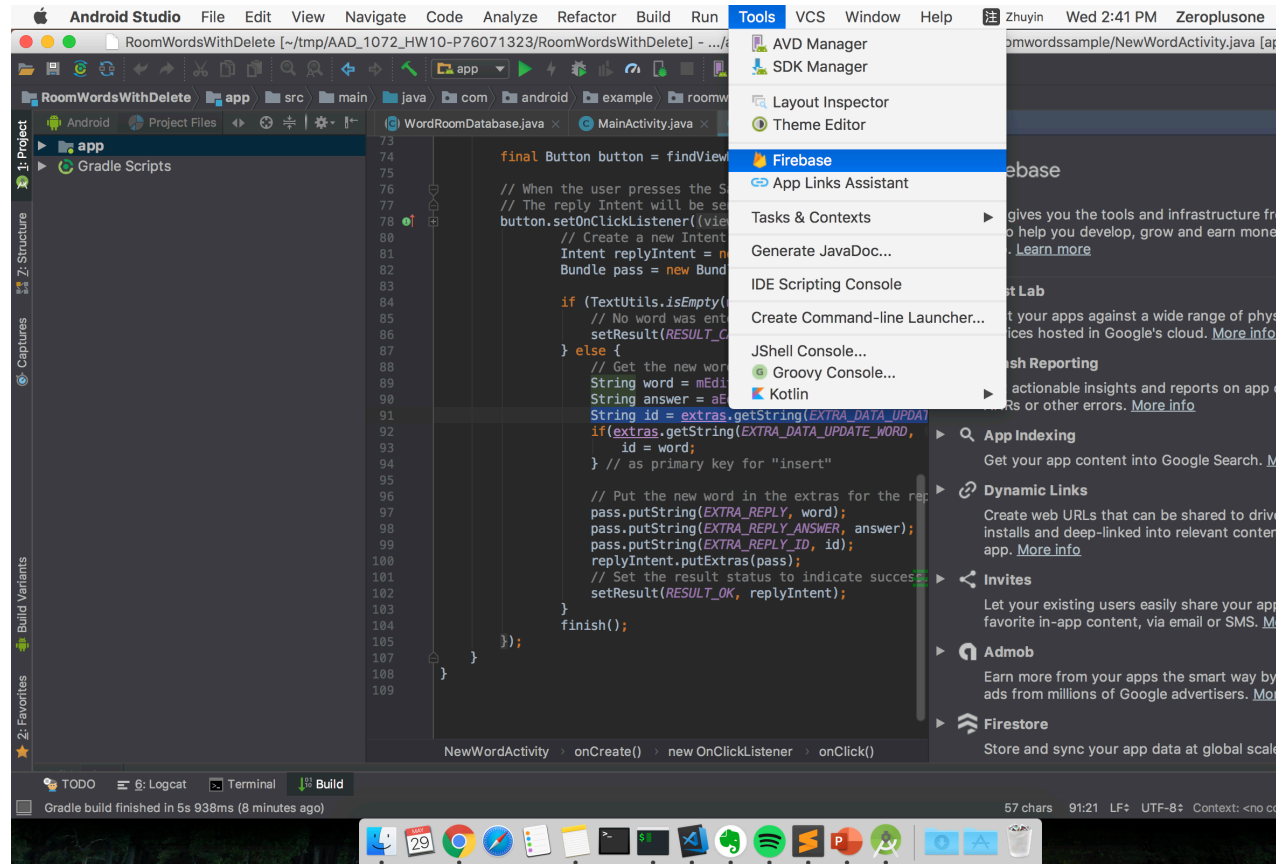 Android Studio File Edit View Navigate Code Analyze Refactor Build Run Tools VCS Window Help 注 Zhuyin Wed 2:41 PM Zeroplusone
RoomWordsWithDelete [~/tmp/AAD_1072_HW10-P76071323/RoomWordsWithDelete] - .../a
omwordssample/NewWordActivity.java [ap
app
RoomWordsWithDelete app src main java com android example roomw
Android Project Files
WordRoomDatabase.java MainActivity.java
1: Project
Z: Structure
Captures
Build Variants
2: Favorites
app
Gradle Scripts
AVD Manager
SDK Manager
Layout Inspector
Theme Editor
Firebase
App Links Assistant
Tasks & Contexts
Generate JavaDoc...
IDE Scripting Console
Create Command-line Launcher...
JShell Console...
G Groovy Console...
Kotlin
73
74 final Button button = findView
75
76 // When the user presses the Sa
77 // The reply Intent will be se
78 button.setOnClickListener((view
80 // Create a new Intent
81 Intent replyIntent = n
82 Bundle pass = new Bund
83
84 if (TextUtils.isEmpty(
85 // No word was ente
86 setResult(RESULT_CA
87 } else {
88 // Get the new wor
89 String word = mEdi
90 String answer = aE
91 String id = extras.getString(EXTRA_DATA_UPDAT
92 if(extras.getString(EXTRA_DATA_UPDATE_WORD,
93 id = word;
94 } // as primary key for "insert"
95
96 // Put the new word in the extras for the rep
97 pass.putString(EXTRA_REPLY, word);
98 pass.putString(EXTRA_REPLY_ANSWER, answer);
99 pass.putString(EXTRA_REPLY_ID, id);
100 replyIntent.putExtras(pass);
101 // Set the result status to indicate success
102 setResult(RESULT_OK, replyIntent);
103 }
104 finish();
105 });
107 }
108 }
109
NewWordActivity › onCreate() › new OnClickListener › onClick()
ebase
gives you the tools and infrastructure fr
o help you develop, grow and earn mone
. Learn more
st Lab
t your apps against a wide range of phys
ices hosted in Google's cloud. More info
sh Reporting
actionable insights and reports on app
Rs or other errors. More info
App Indexing
Get your app content into Google Search. M
Dynamic Links
Create web URLs that can be shared to drive
installs and deep-linked into relevant conten
app. More info
Invites
Let your existing users easily share your app
favorite in-app content, via email or SMS. Mo
Admob
Earn more from your apps the smart way by
ads from millions of Google advertisers. Mor
Firestore
Store and sync your app data at global scale
TODO 6: Logcat Terminal Build
Gradle build finished in 5s 938ms (8 minutes ago)
57 chars 91:21 LF÷ UTF-8÷ Context: <no co
MAY
29